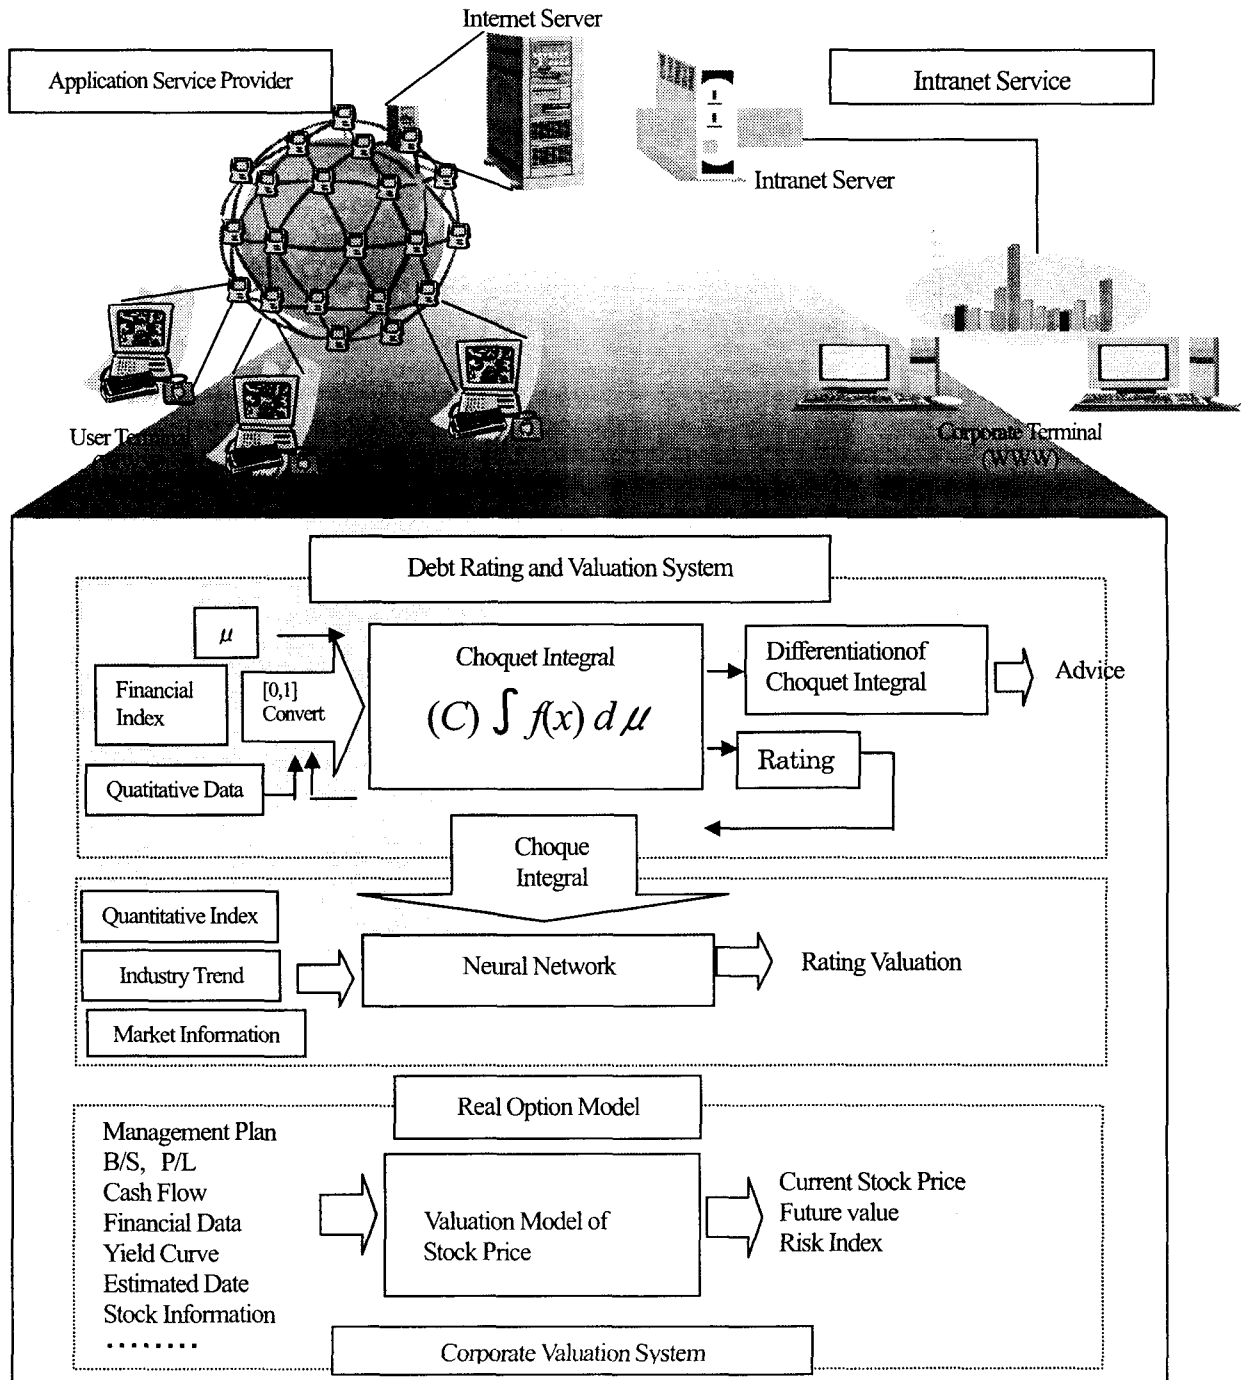 Internet Server
Application Service Provider
Intranet Service
Intranet Server
User Terminal
Corporate Terminal
(WWW)
Debt Rating and Valuation System
μ
Financial
Index
[0,1]
Convert
Quatitative Data
Choquet Integral
(C) ∫ f(x) d μ
Differentiationof
Choquet Integral
Advice
Rating
Choque
Integral
Quantitative Index
Industry Trend
Market Information
Neural Network
Rating Valuation
Real Option Model
Management Plan
B/S, P/L
Cash Flow
Financial Data
Yield Curve
Estimated Date
Stock Information
........
Valuation Model of
Stock Price
Current Stock Price
Future value
Risk Index
Corporate Valuation System